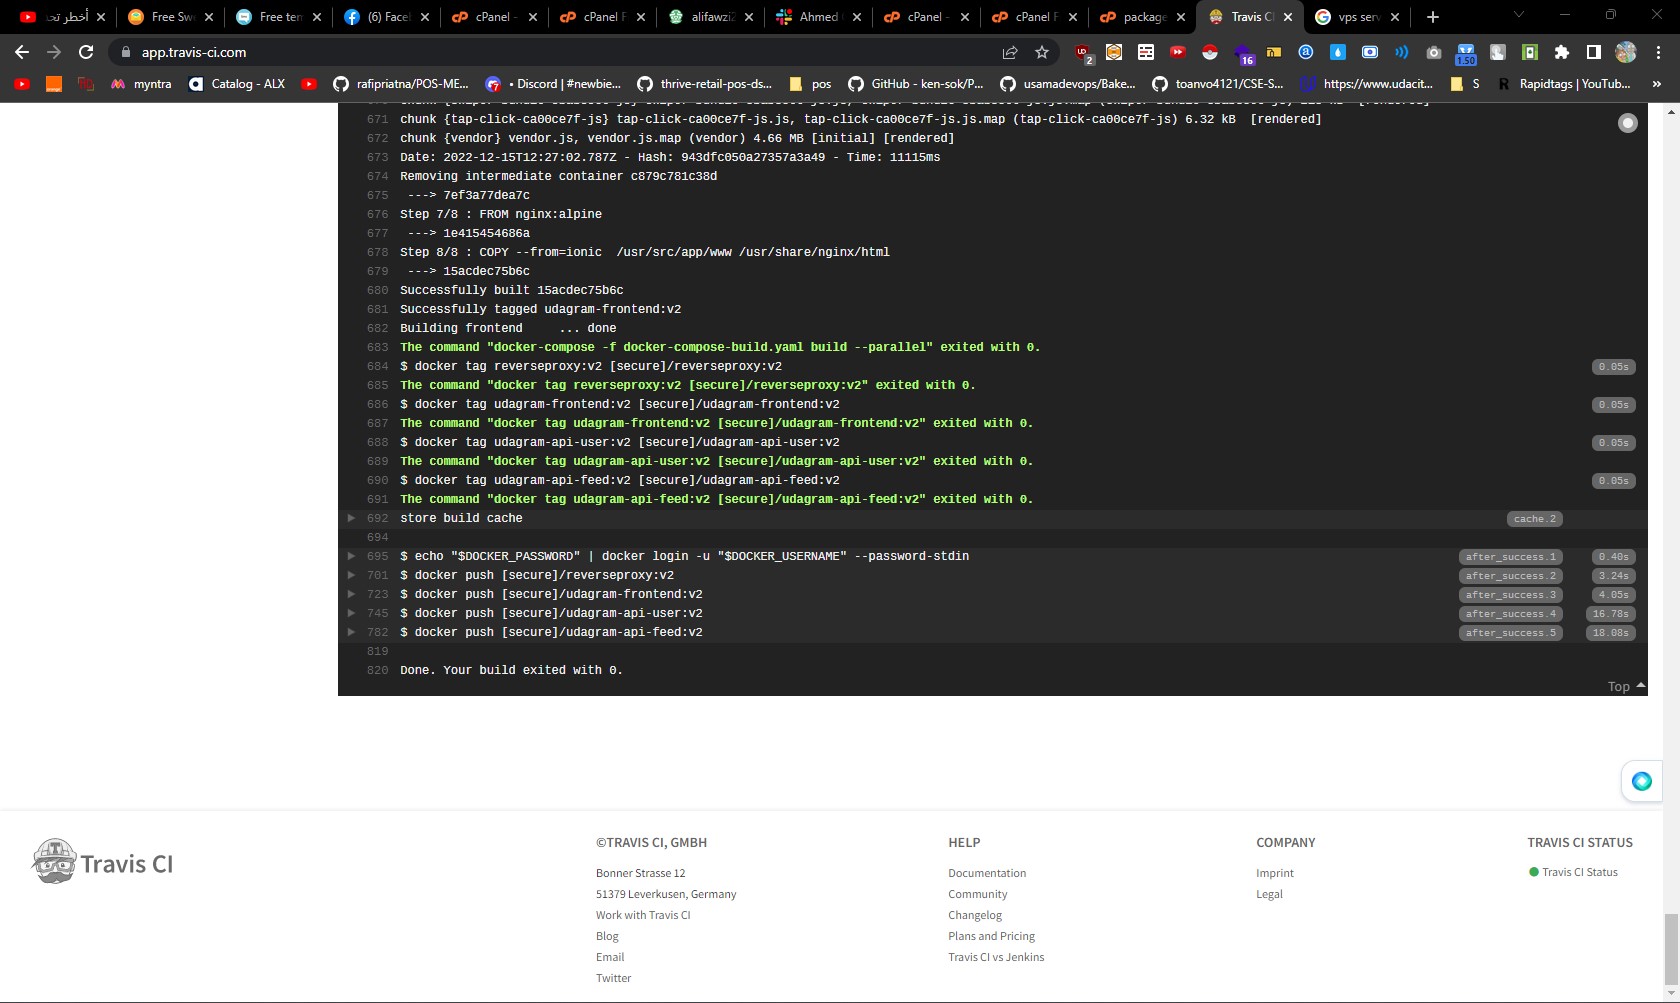 أخطر تحد
Free Sw
Free ten
(6) Face
cPanel -
cPanel F
alifawzi2
Ahmed
cPanel -
cPanel F
package
Travis C
vps serv
app.travis-ci.com
2
16
1.50
myntra
Catalog - ALX
rafipriatna/POS-ME...
• Discord | #newbie...
thrive-retail-pos-ds...
pos
GitHub - ken-sok/P...
usamadevops/Bake...
toanvo4121/CSE-S...
https://www.udacit...
S
Rapidtags | YouTub...
»
671 chunk {tap-click-ca00ce7f-js} tap-click-ca00ce7f-js.js, tap-click-ca00ce7f-js.js.map (tap-click-ca00ce7f-js) 6.32 kB  [rendered]
672 chunk {vendor} vendor.js, vendor.js.map (vendor) 4.66 MB [initial] [rendered]
673 Date: 2022-12-15T12:27:02.787Z - Hash: 943dfc050a27357a3a49 - Time: 11115ms
674 Removing intermediate container c879c781c38d
675 ---> 7ef3a77dea7c
676 Step 7/8 : FROM nginx:alpine
677 ---> 1e415454686a
678 Step 8/8 : COPY --from=ionic  /usr/src/app/www /usr/share/nginx/html
679 ---> 15acdec75b6c
680 Successfully built 15acdec75b6c
681 Successfully tagged udagram-frontend:v2
682 Building frontend     ... done
683 The command "docker-compose -f docker-compose-build.yaml build --parallel" exited with 0.
684 $ docker tag reverseproxy:v2 [secure]/reverseproxy:v2 0.05s
685 The command "docker tag reverseproxy:v2 [secure]/reverseproxy:v2" exited with 0.
686 $ docker tag udagram-frontend:v2 [secure]/udagram-frontend:v2 0.05s
687 The command "docker tag udagram-frontend:v2 [secure]/udagram-frontend:v2" exited with 0.
688 $ docker tag udagram-api-user:v2 [secure]/udagram-api-user:v2 0.05s
689 The command "docker tag udagram-api-user:v2 [secure]/udagram-api-user:v2" exited with 0.
690 $ docker tag udagram-api-feed:v2 [secure]/udagram-api-feed:v2 0.05s
691 The command "docker tag udagram-api-feed:v2 [secure]/udagram-api-feed:v2" exited with 0.
692 store build cache cache.2
694
695 $ echo "$DOCKER_PASSWORD" | docker login -u "$DOCKER_USERNAME" --password-stdin after_success.1 0.40s
701 $ docker push [secure]/reverseproxy:v2 after_success.2 3.24s
723 $ docker push [secure]/udagram-frontend:v2 after_success.3 4.05s
745 $ docker push [secure]/udagram-api-user:v2 after_success.4 16.78s
782 $ docker push [secure]/udagram-api-feed:v2 after_success.5 18.08s
819
820 Done. Your build exited with 0.
Top
Travis CI
©TRAVIS CI, GMBH
Bonner Strasse 12
51379 Leverkusen, Germany
Work with Travis CI
Blog
Email
Twitter
HELP
Documentation
Community
Changelog
Plans and Pricing
Travis CI vs Jenkins
COMPANY
Imprint
Legal
TRAVIS CI STATUS
Travis CI Status